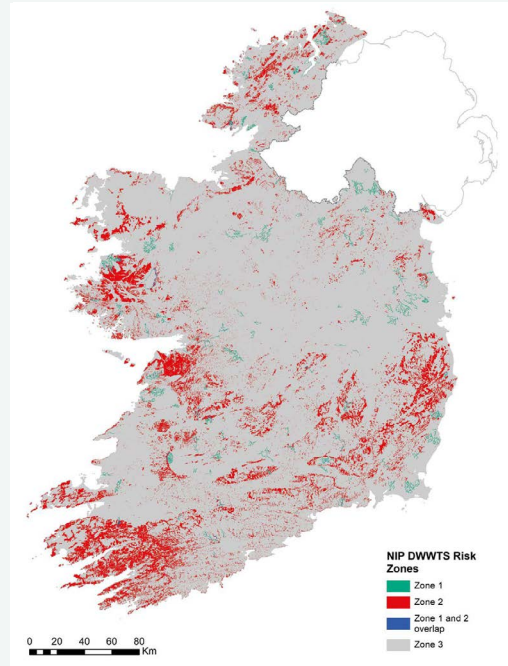 NIP DWWTS Risk
Zones
Zone 1
Zone 2
Zone 1 and 2
overlap
Zone 3
0 20 40 60 80
Km